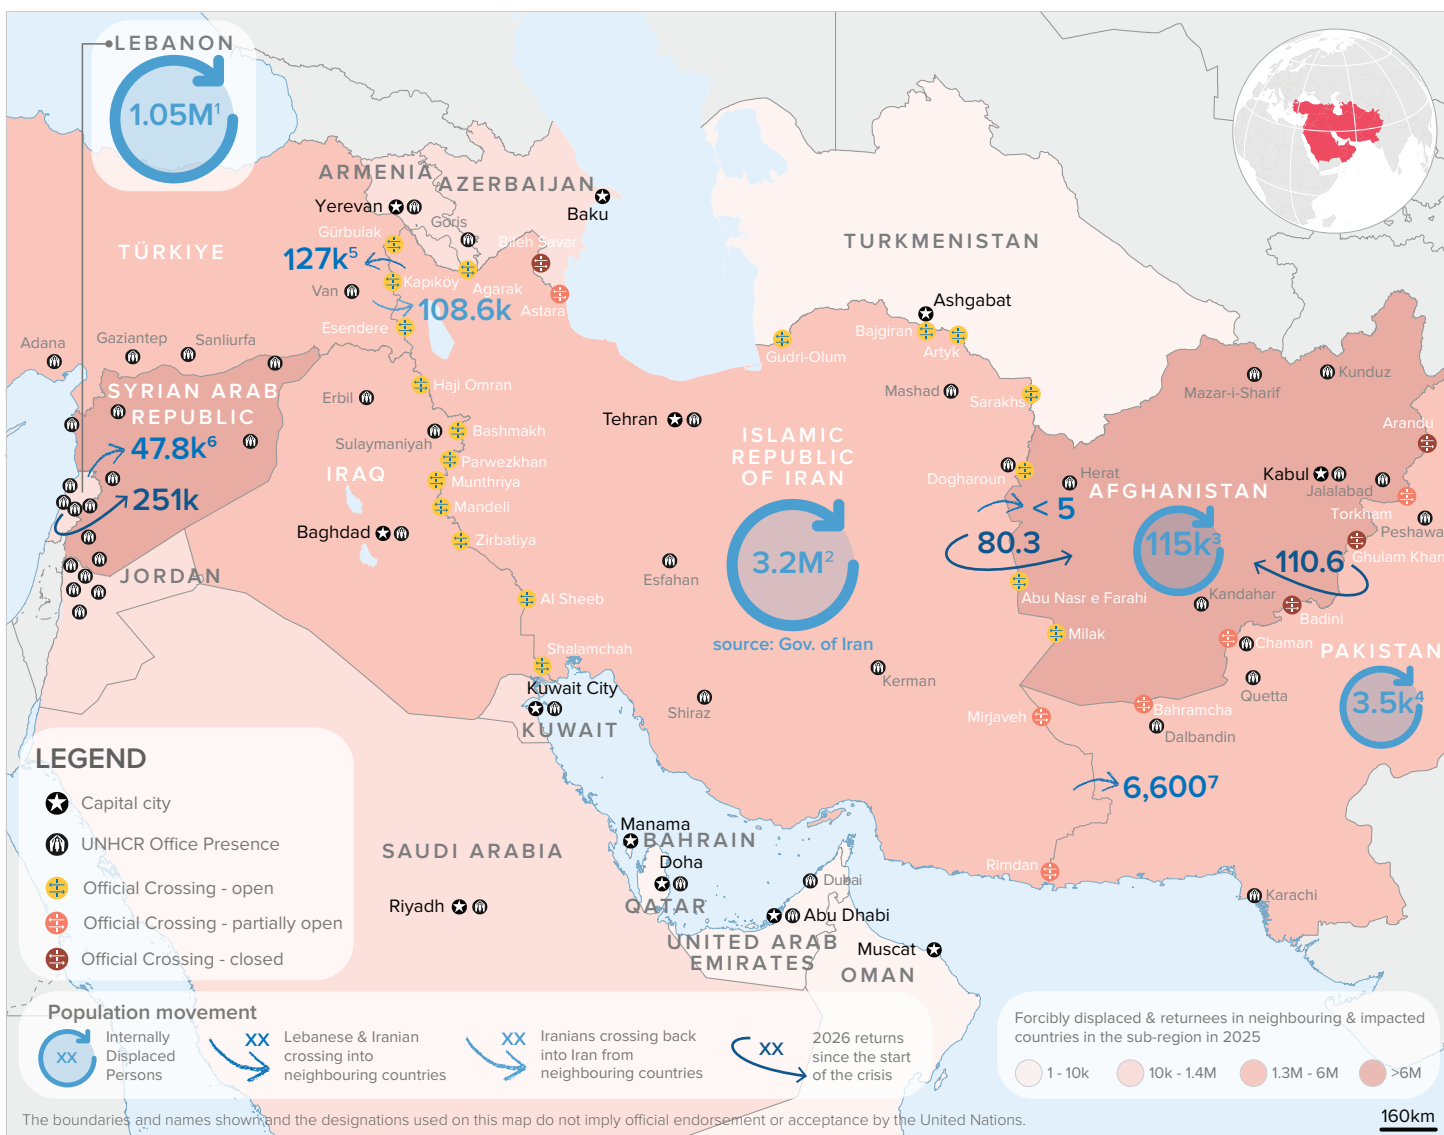 LEBANON
1.05M¹
ARMENIA
AZERBAIJAN
Yerevan
Baku
Goris
Gürbulak
Bileh Savar
TÜRKIYE
127k⁵
TURKMENISTAN
Kapıköy
Agarak
Van
108.6k
Astara
Ashgabat
Esendere
Bajgiran
Artyk
Gudri-Olum
Adana
Gaziantep
Sanliurfa
SYRIAN ARAB
REPUBLIC
47.8k⁶
251k
Haji Omran
Erbil
Mashad
Sarakhs
Mazar-i-Sharif
Kunduz
Tehran
Bashmakh
Sulaymaniyah
Parwezkhan
IRAQ
Munthriya
Mandeli
Baghdad
Zirbatiya
ISLAMIC
REPUBLIC
OF IRAN
3.2M²
source: Gov. of Iran
Dogharoun
Herat
< 5
80.3
AFGHANISTAN
115k³
110.6
Arandu
Kabul
Jalalabad
Torkham
Peshawa
Ghulam Khan
JORDAN
Esfahan
Al Sheeb
Abu Nasr e Farahi
Kandahar
Badini
Milak
Chaman
PAKISTAN
Shalamchah
Kuwait City
KUWAIT
Kerman
Shiraz
Quetta
3.5k⁴
Mirjaveh
Bahramcha
Dalbandin
6,600⁷
LEGEND
Capital city
UNHCR Office Presence
Official Crossing - open
Official Crossing - partially open
Official Crossing - closed
SAUDI ARABIA
Riyadh
Manama
BAHRAIN
Doha
QATAR
Dubai
Abu Dhabi
UNITED ARAB
EMIRATES
Muscat
OMAN
Rimdan
Karachi
Population movement
XX
Internally
Displaced
Persons
XX
Lebanese & Iranian
crossing into
neighbouring countries
XX
Iranians crossing back
into Iran from
neighbouring countries
XX
2026 returns
since the start
of the crisis
Forcibly displaced & returnees in neighbouring & impacted
countries in the sub-region in 2025
1 - 10k
10k - 1.4M
1.3M - 6M
>6M
The boundaries and names shown and the designations used on this map do not imply official endorsement or acceptance by the United Nations.
160km